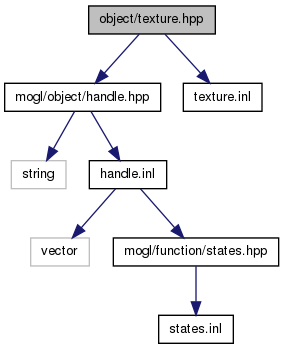 object/texture.hpp
mogl/object/handle.hpp
texture.inl
string
handle.inl
vector
mogl/function/states.hpp
states.inl